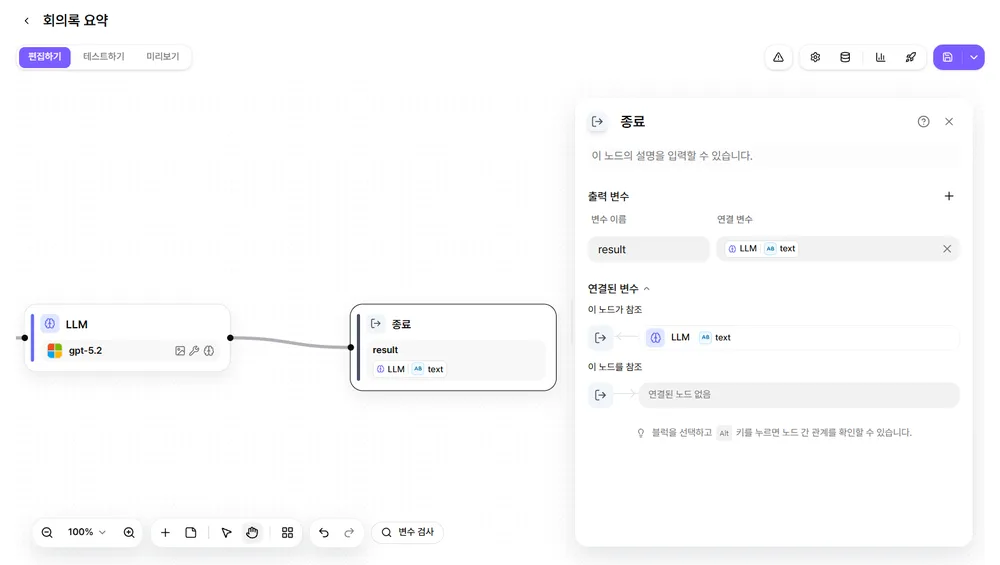 회의록 요약
편집하기 테스트하기 미리보기
종료
이 노드의 설명을 입력할 수 있습니다.
출력 변수
변수 이름 연결 변수
result LLM AB text
연결된 변수
이 노드가 참조
LLM AB text
이 노드를 참조
연결된 노드 없음
블럭을 선택하고 Alt 키를 누르면 노드 간 관계를 확인할 수 있습니다.
LLM
gpt-5.2
종료
result
LLM AB text
100% 변수 검사